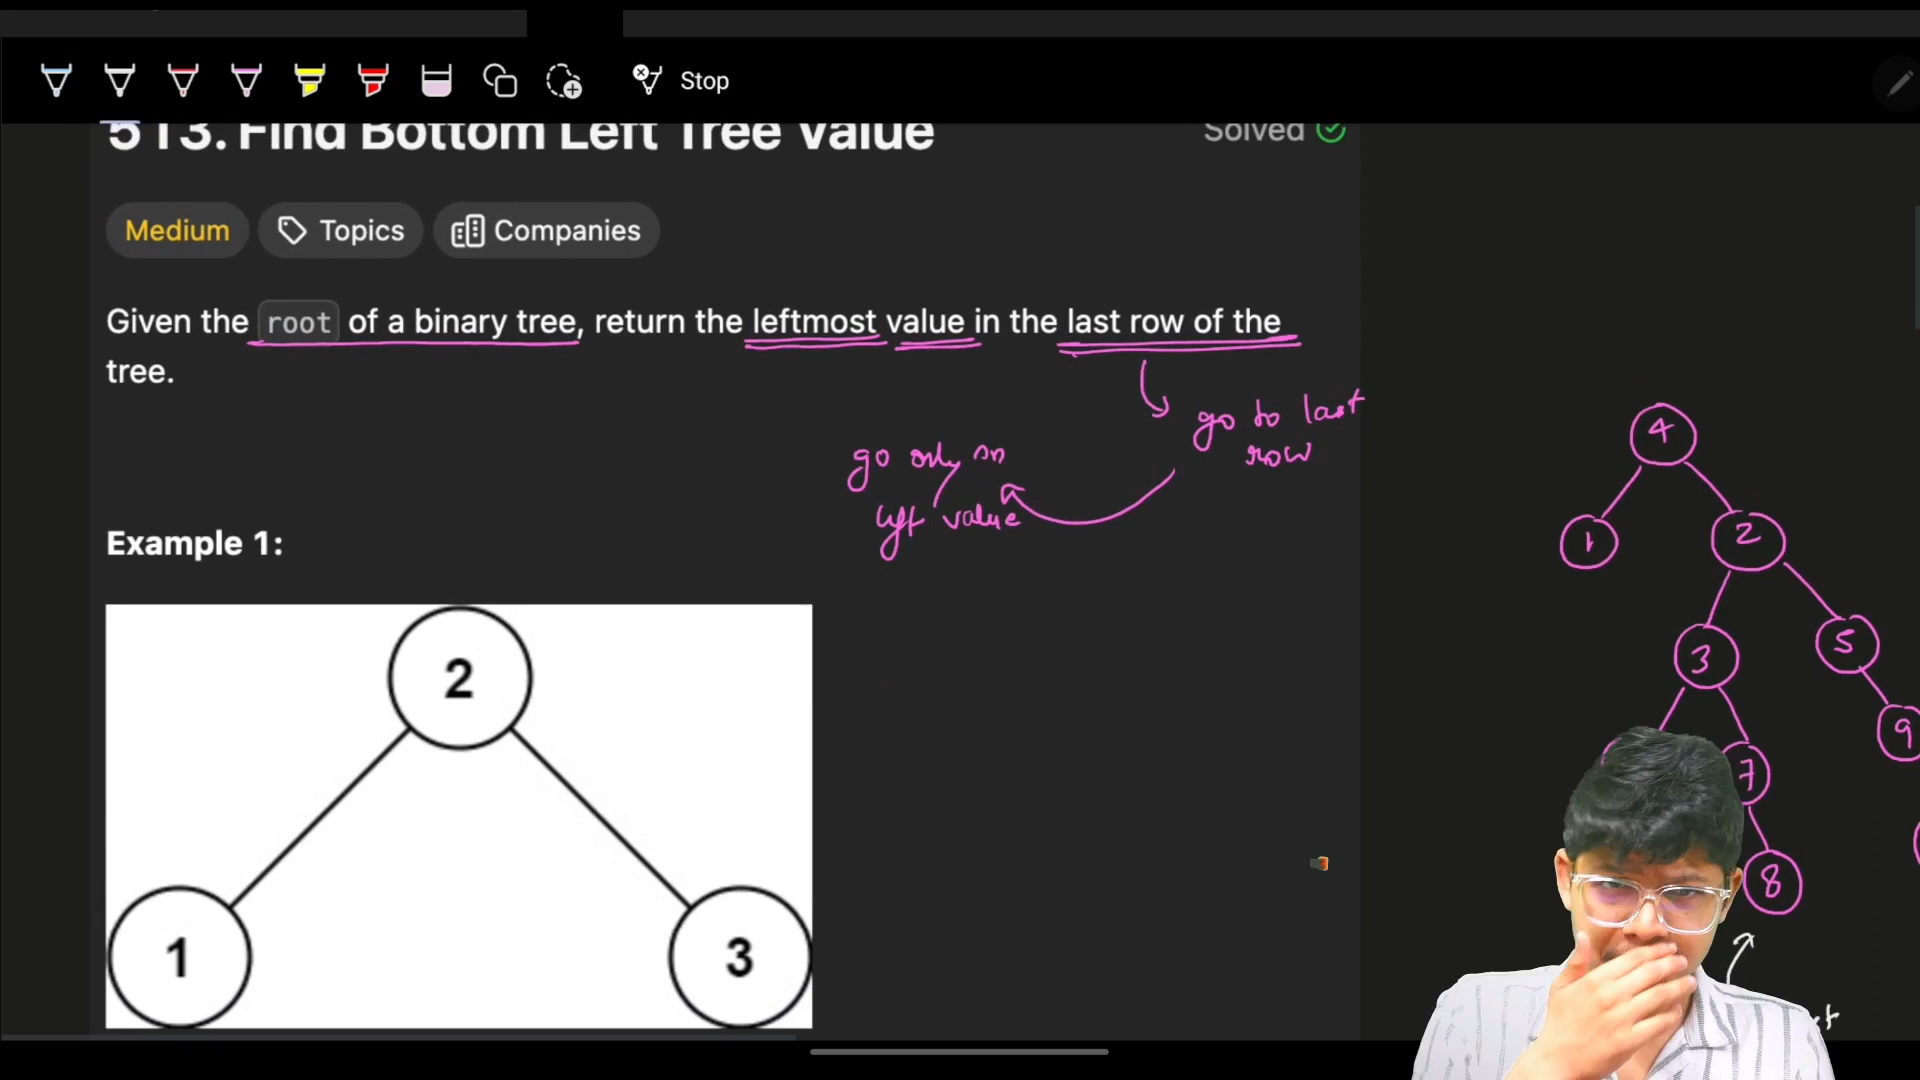 Stop
513. Find Bottom Left Tree Value
Solved
Medium
Topics
Companies
Given the root of a binary tree, return the leftmost value in the last row of the
tree.
go to last
row
go only on
left value
Example 1:
2
1
3
4
1
2
3
5
7
9
8